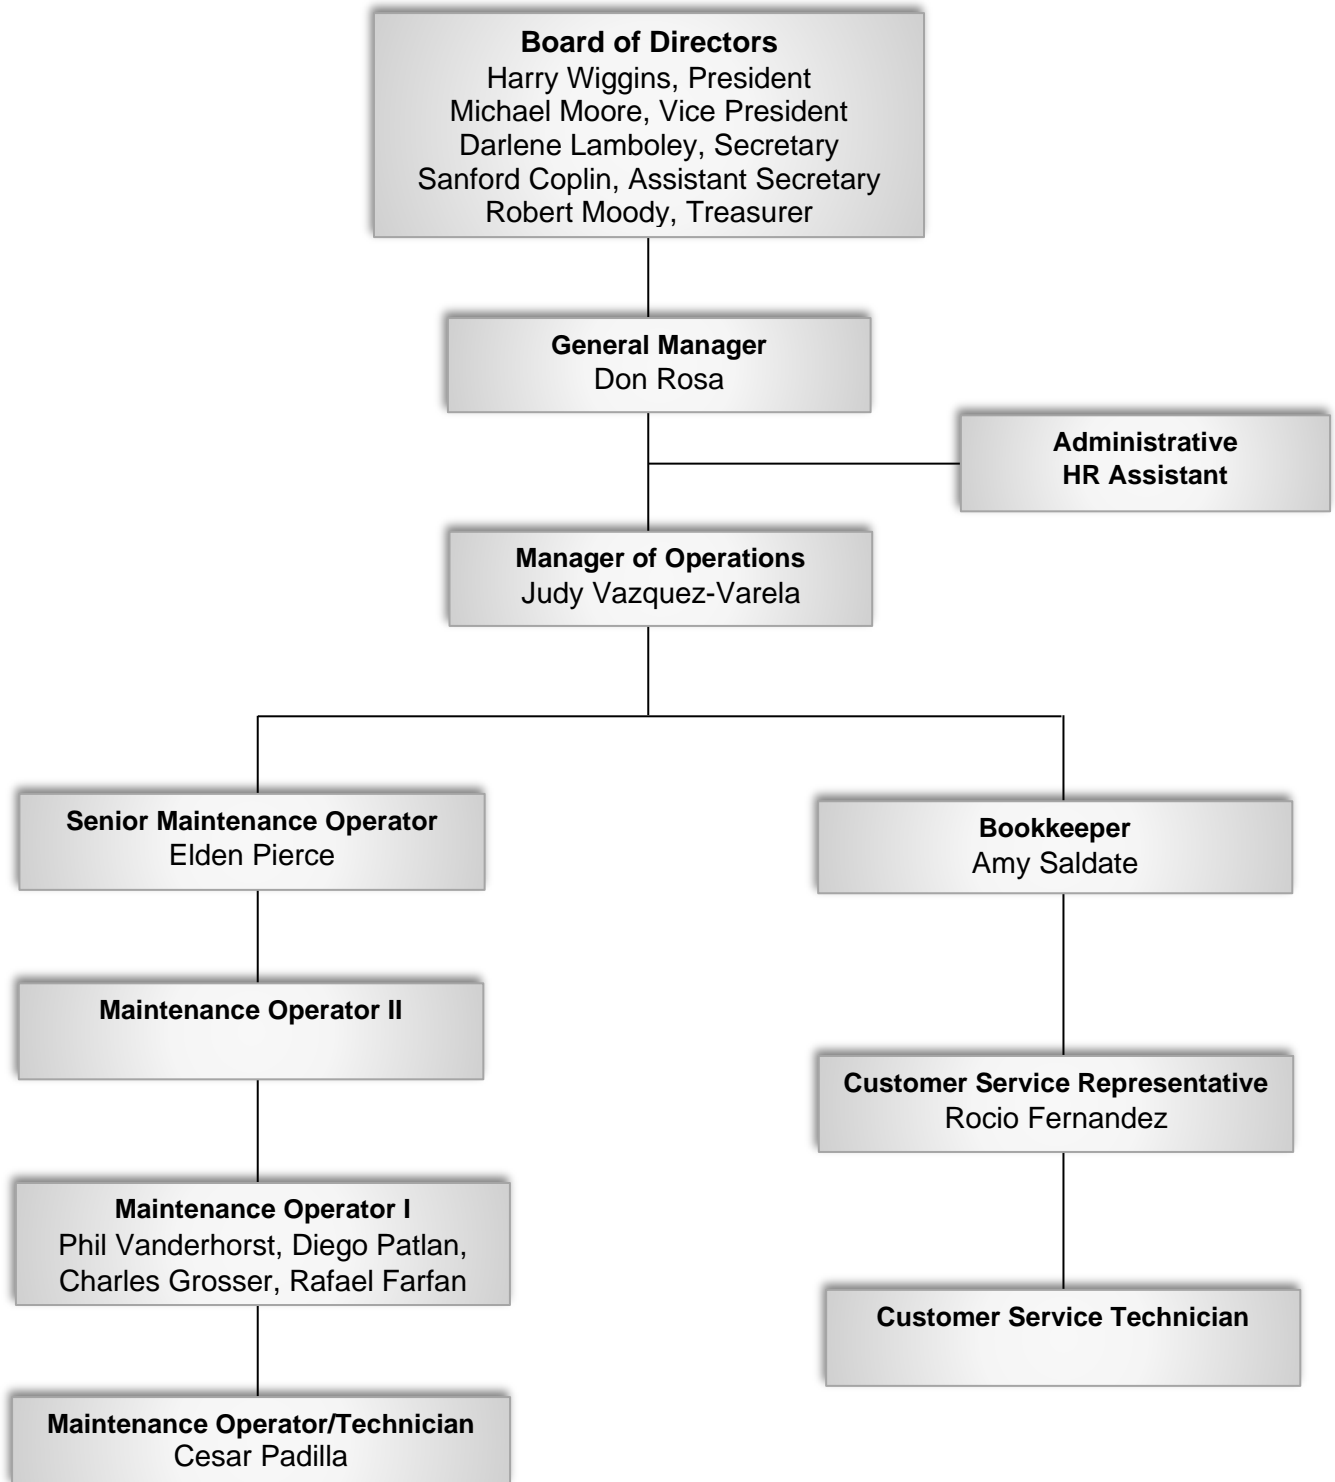 Board of Directors
Harry Wiggins, President
Michael Moore, Vice President
Darlene Lamboley, Secretary
Sanford Coplin, Assistant Secretary
Robert Moody, Treasurer
General Manager
Don Rosa
Administrative
HR Assistant
Manager of Operations
Judy Vazquez-Varela
Senior Maintenance Operator
Elden Pierce
Bookkeeper
Amy Saldate
Maintenance Operator II
Customer Service Representative
Rocio Fernandez
Maintenance Operator I
Phil Vanderhorst, Diego Patlan,
Charles Grosser, Rafael Farfan
Customer Service Technician
Maintenance Operator/Technician
Cesar Padilla